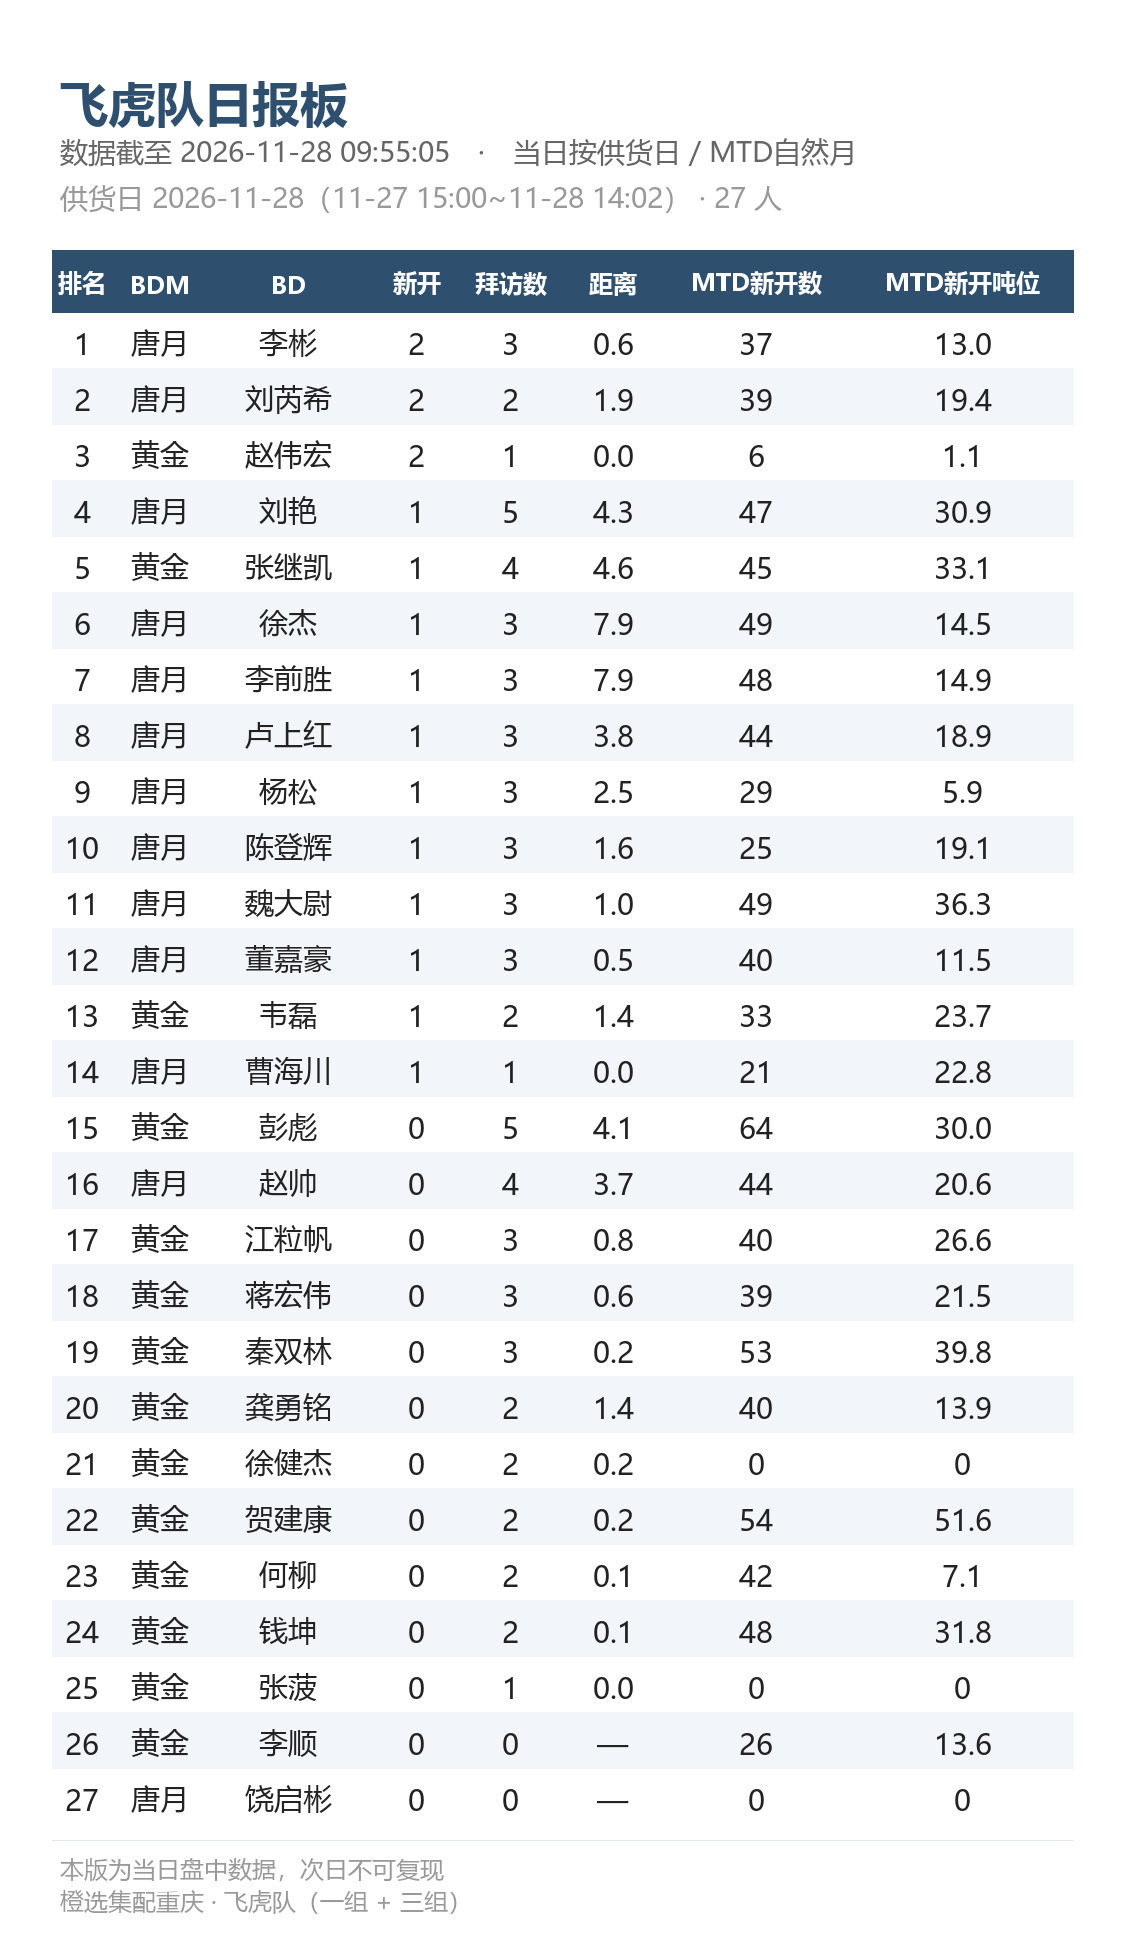 飞虎队日报板
数据截至 2026-11-28 09:55:05 · 当日按供货日 / MTD自然月
供货日 2026-11-28（11-27 15:00~11-28 14:02）· 27 人
排名 BDM BD 新开 拜访数 距离 MTD新开数 MTD新开吨位
1 唐月 李彬 2 3 0.6 37 13.0
2 唐月 刘芮希 2 2 1.9 39 19.4
3 黄金 赵伟宏 2 1 0.0 6 1.1
4 唐月 刘艳 1 5 4.3 47 30.9
5 黄金 张继凯 1 4 4.6 45 33.1
6 唐月 徐杰 1 3 7.9 49 14.5
7 唐月 李前胜 1 3 7.9 48 14.9
8 唐月 卢上红 1 3 3.8 44 18.9
9 唐月 杨松 1 3 2.5 29 5.9
10 唐月 陈登辉 1 3 1.6 25 19.1
11 唐月 魏大尉 1 3 1.0 49 36.3
12 唐月 董嘉豪 1 3 0.5 40 11.5
13 黄金 韦磊 1 2 1.4 33 23.7
14 唐月 曹海川 1 1 0.0 21 22.8
15 黄金 彭彪 0 5 4.1 64 30.0
16 唐月 赵帅 0 4 3.7 44 20.6
17 黄金 江粒帆 0 3 0.8 40 26.6
18 黄金 蒋宏伟 0 3 0.6 39 21.5
19 黄金 秦双林 0 3 0.2 53 39.8
20 黄金 龚勇铭 0 2 1.4 40 13.9
21 黄金 徐健杰 0 2 0.2 0 0
22 黄金 贺建康 0 2 0.2 54 51.6
23 黄金 何柳 0 2 0.1 42 7.1
24 黄金 钱坤 0 2 0.1 48 31.8
25 黄金 张菠 0 1 0.0 0 0
26 黄金 李顺 0 0 — 26 13.6
27 唐月 饶启彬 0 0 — 0 0
本版为当日盘中数据，次日不可复现
橙选集配重庆 · 飞虎队（一组 + 三组）